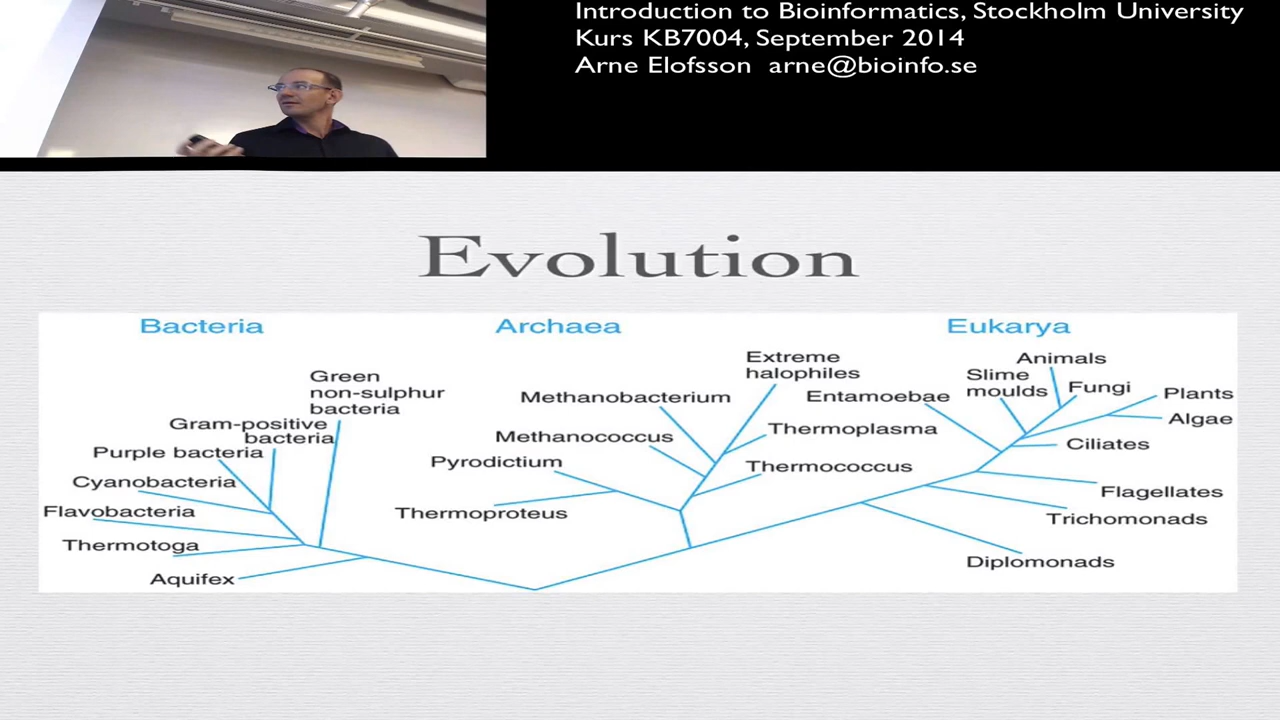 Introduction to Bioinformatics, Stockholm University
Kurs KB7004, September 2014
Arne Elofsson arne@bioinfo.se
Evolution
Bacteria
Archaea
Eukarya
Green
non-sulphur
bacteria
Gram-positive
bacteria
Purple bacteria
Cyanobacteria
Flavobacteria
Thermotoga
Aquifex
Extreme
halophiles
Methanobacterium
Methanococcus
Thermoplasma
Pyrodictium
Thermococcus
Thermoproteus
Animals
Slime
moulds
Fungi
Entamoebae
Plants
Algae
Ciliates
Flagellates
Trichomonads
Diplomonads